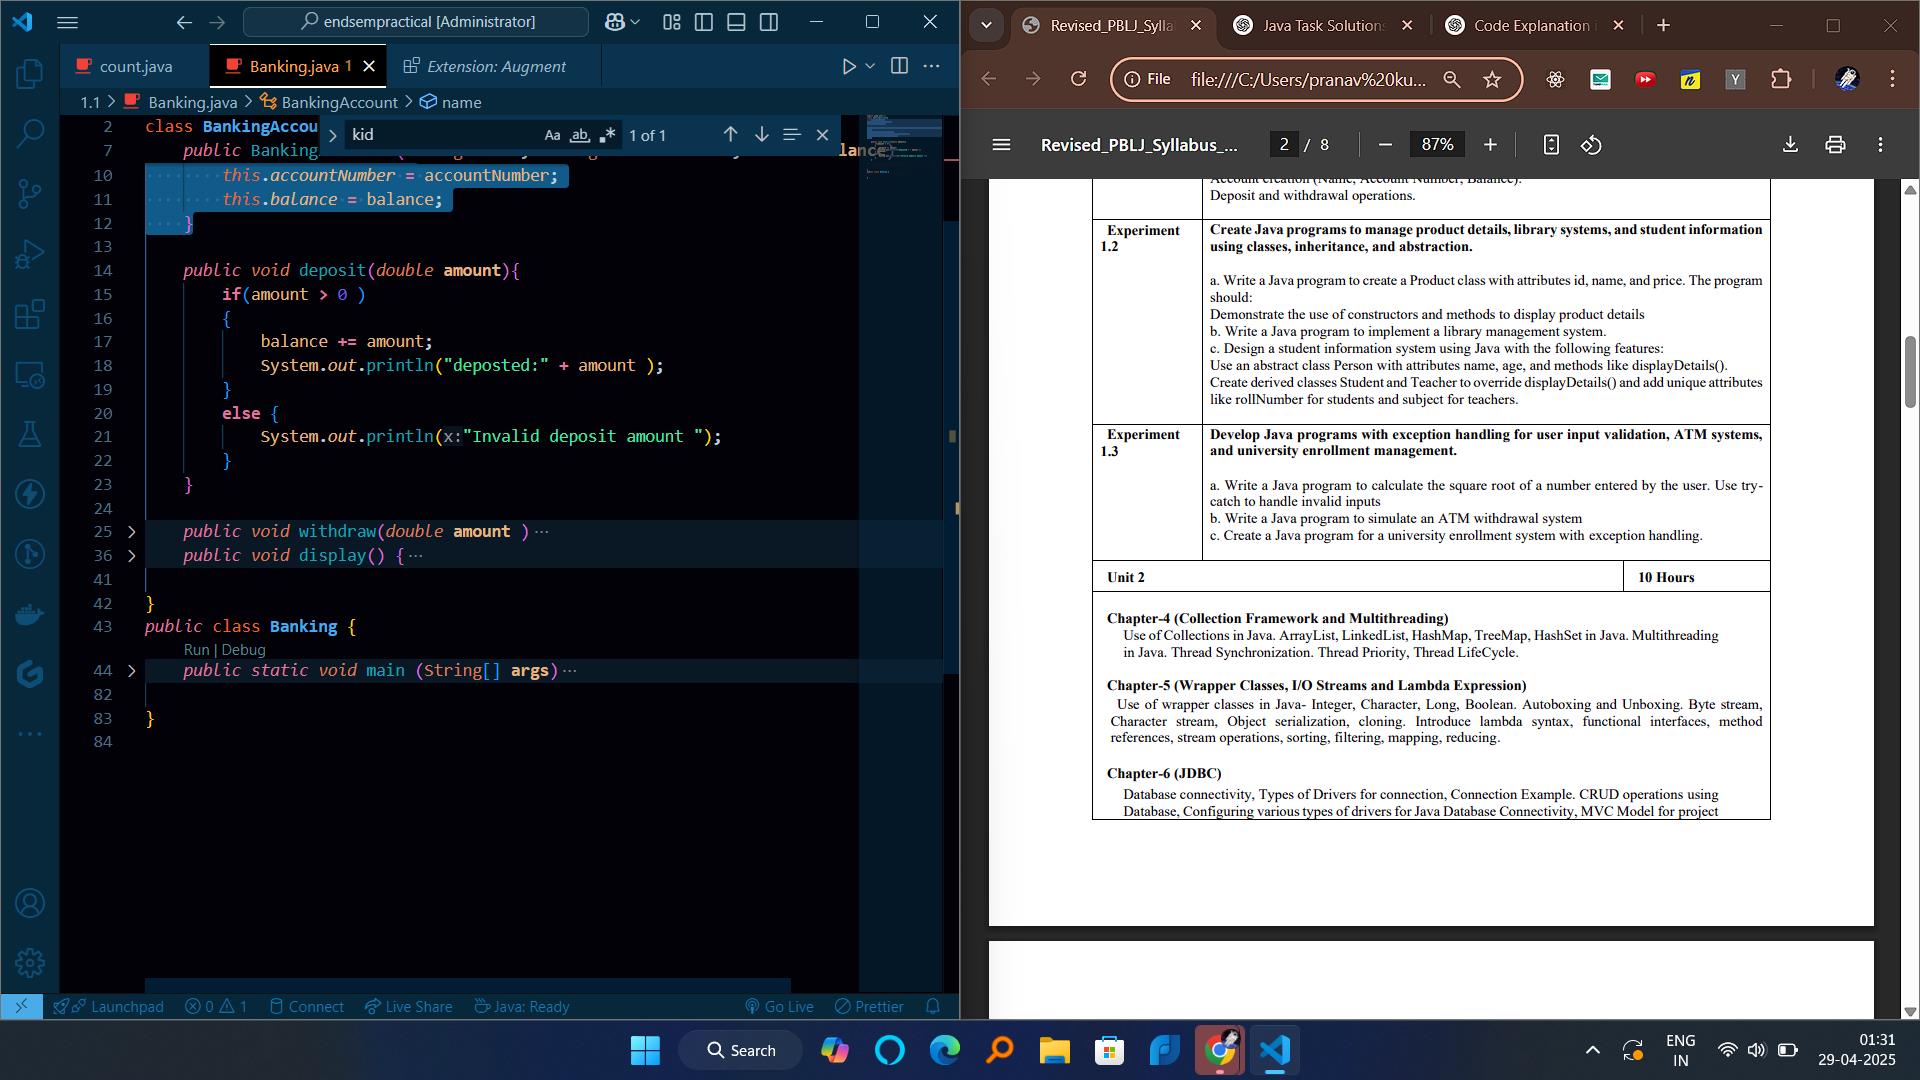 endsempractical [Administrator]
count.java
Banking.java 1
Extension: Augment
1.1 > Banking.java > BankingAccount > name
kid
Aa ab .* 1 of 1
2 class BankingAccou
7 public Banking
10 this.accountNumber = accountNumber;
11 this.balance = balance;
12 }
13
14 public void deposit(double amount){
15 if(amount > 0 )
16 {
17 balance += amount;
18 System.out.println("deposted:" + amount );
19 }
20 else {
21 System.out.println(x:"Invalid deposit amount ");
22 }
23 }
24
25 public void withdraw(double amount )···
36 public void display() {···
41
42 }
43 public class Banking {
Run | Debug
44 public static void main (String[] args)···
82
83 }
84
Launchpad 0 1 Connect Live Share Java: Ready Go Live Prettier
Revised_PBLJ_Sylla
Java Task Solutions
Code Explanation
File file:///C:/Users/pranav%20ku...
Revised_PBLJ_Syllabus_... 2 / 8 87%
Account creation (Name, Account Number, Balance).
Deposit and withdrawal operations.
Experiment
1.2
Create Java programs to manage product details, library systems, and student information
using classes, inheritance, and abstraction.
a. Write a Java program to create a Product class with attributes id, name, and price. The program
should:
Demonstrate the use of constructors and methods to display product details
b. Write a Java program to implement a library management system.
c. Design a student information system using Java with the following features:
Use an abstract class Person with attributes name, age, and methods like displayDetails().
Create derived classes Student and Teacher to override displayDetails() and add unique attributes
like rollNumber for students and subject for teachers.
Experiment
1.3
Develop Java programs with exception handling for user input validation, ATM systems,
and university enrollment management.
a. Write a Java program to calculate the square root of a number entered by the user. Use try-
catch to handle invalid inputs
b. Write a Java program to simulate an ATM withdrawal system
c. Create a Java program for a university enrollment system with exception handling.
Unit 2 10 Hours
Chapter-4 (Collection Framework and Multithreading)
Use of Collections in Java. ArrayList, LinkedList, HashMap, TreeMap, HashSet in Java. Multithreading
in Java. Thread Synchronization. Thread Priority, Thread LifeCycle.
Chapter-5 (Wrapper Classes, I/O Streams and Lambda Expression)
Use of wrapper classes in Java- Integer, Character, Long, Boolean. Autoboxing and Unboxing. Byte stream,
Character stream, Object serialization, cloning. Introduce lambda syntax, functional interfaces, method
references, stream operations, sorting, filtering, mapping, reducing.
Chapter-6 (JDBC)
Database connectivity, Types of Drivers for connection, Connection Example. CRUD operations using
Database, Configuring various types of drivers for Java Database Connectivity, MVC Model for project
Search
ENG
IN
01:31
29-04-2025